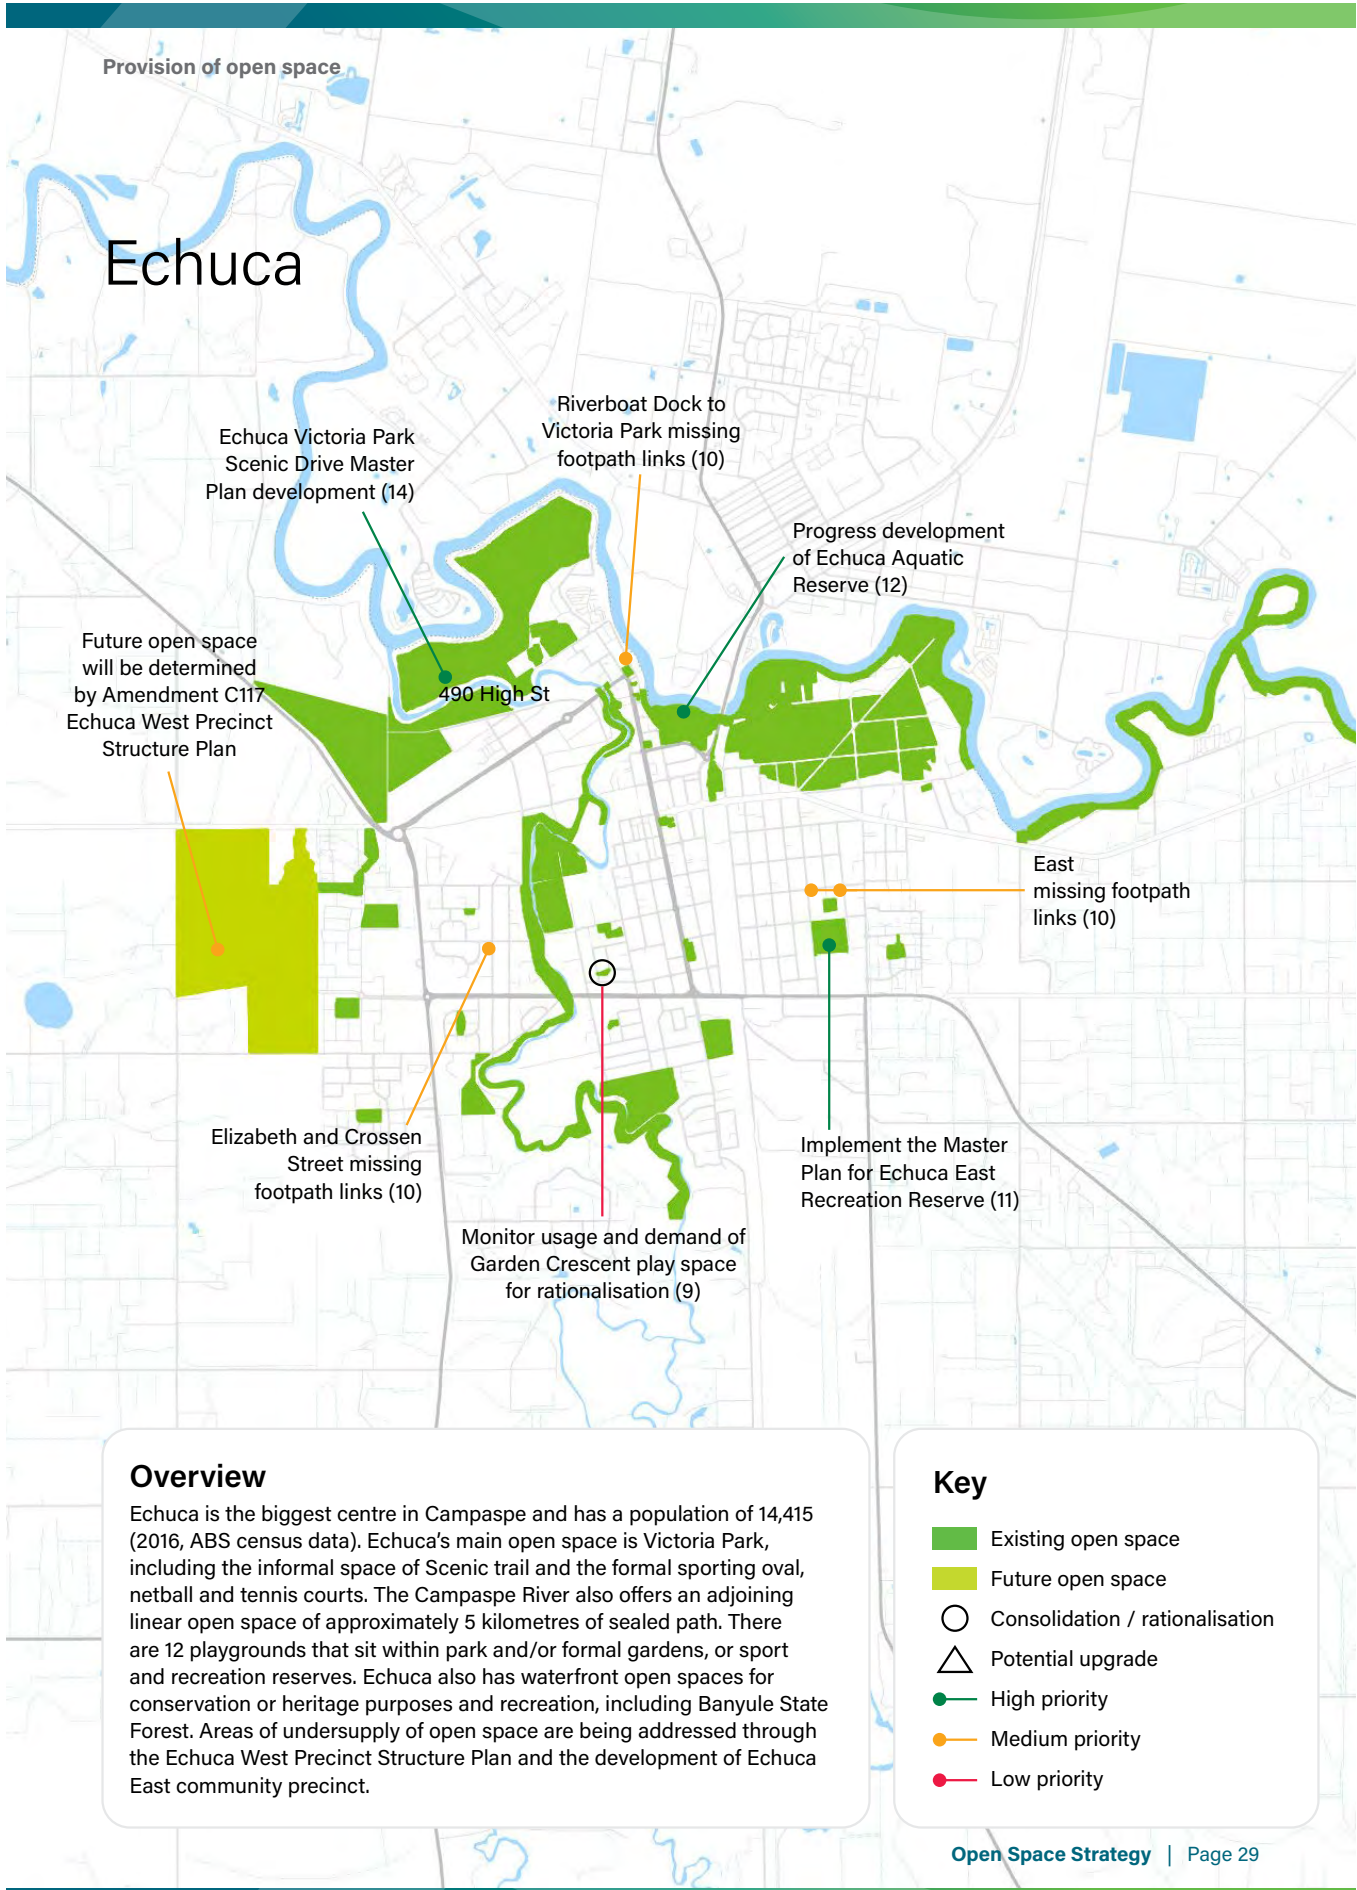 Provision of open space
Echuca
Riverboat Dock to
Victoria Park missing
footpath links (10)
Echuca Victoria Park
Scenic Drive Master
Plan development (14)
Progress development
of Echuca Aquatic
Reserve (12)
Future open space
will be determined
by Amendment C117
Echuca West Precinct
Structure Plan
490 High St
East
missing footpath
links (10)
Elizabeth and Crossen
Street missing
footpath links (10)
Implement the Master
Plan for Echuca East
Recreation Reserve (11)
Monitor usage and demand of
Garden Crescent play space
for rationalisation (9)
Overview
Echuca is the biggest centre in Campaspe and has a population of 14,415
(2016, ABS census data). Echuca’s main open space is Victoria Park,
including the informal space of Scenic trail and the formal sporting oval,
netball and tennis courts. The Campaspe River also offers an adjoining
linear open space of approximately 5 kilometres of sealed path. There
are 12 playgrounds that sit within park and/or formal gardens, or sport
and recreation reserves. Echuca also has waterfront open spaces for
conservation or heritage purposes and recreation, including Banyule State
Forest. Areas of undersupply of open space are being addressed through
the Echuca West Precinct Structure Plan and the development of Echuca
East community precinct.
Key
Existing open space
Future open space
Consolidation / rationalisation
Potential upgrade
High priority
Medium priority
Low priority
Open Space Strategy | Page 29